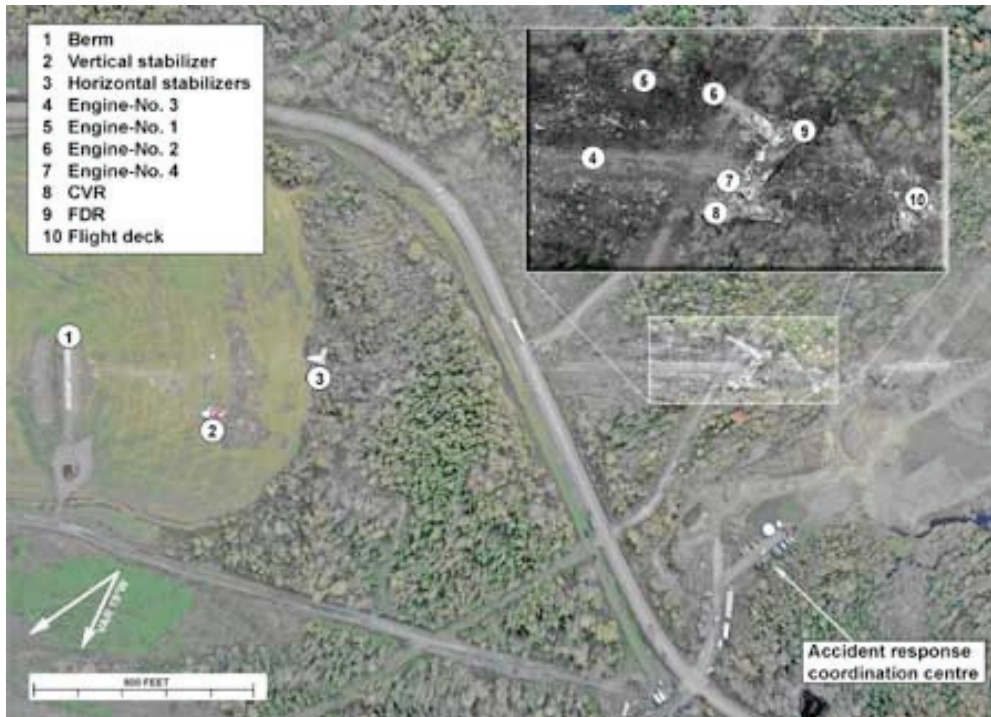 1 Berm
2 Vertical stabilizer
3 Horizontal stabilizers
4 Engine-No. 3
5 Engine-No. 1
6 Engine-No. 2
7 Engine-No. 4
8 CVR
9 FDR
10 Flight deck
5
6
9
4
7
8
10
1
3
2
VAR
W
FEET
Accident response
coordination centre